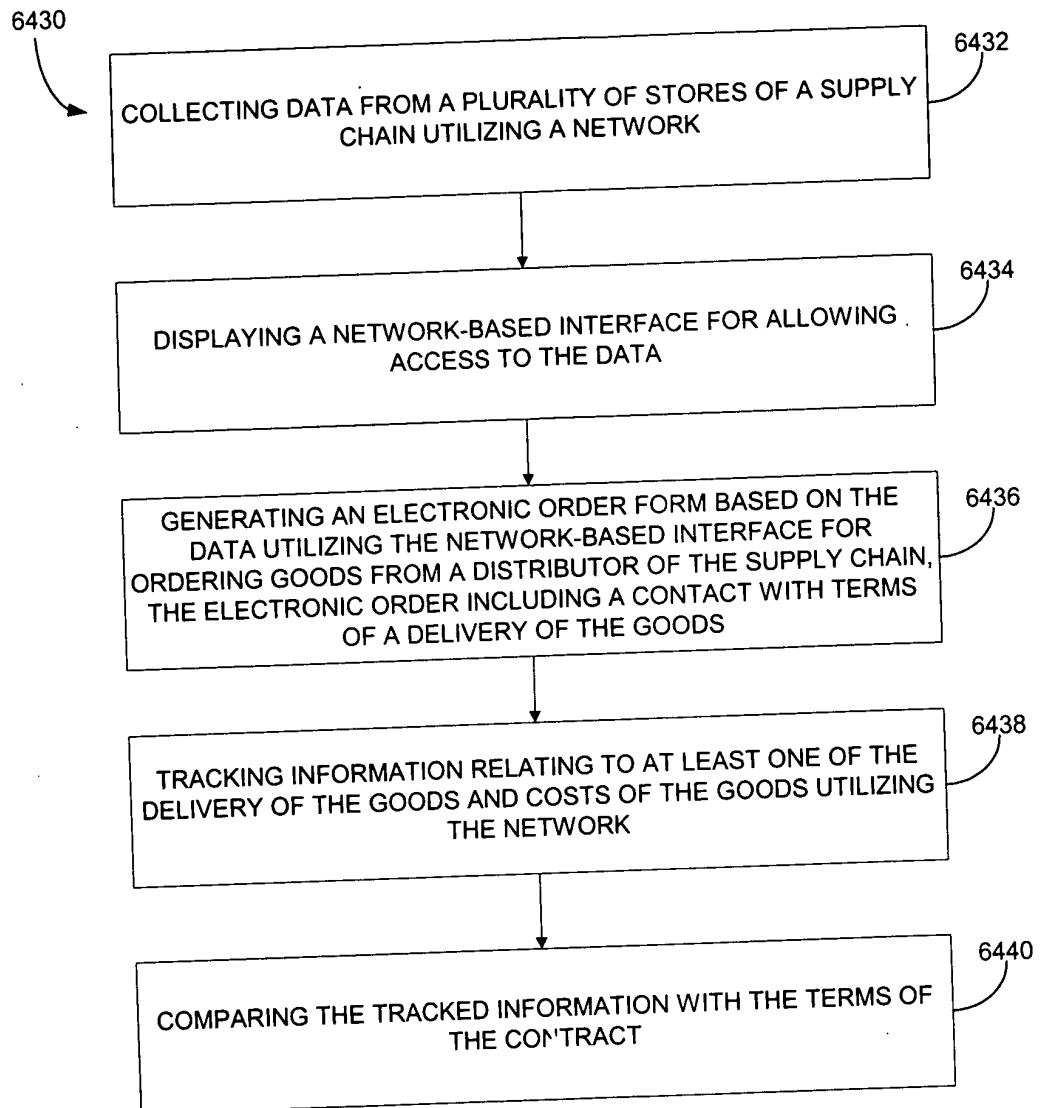 6430
6432
COLLECTING DATA FROM A PLURALITY OF STORES OF A SUPPLY
CHAIN UTILIZING A NETWORK
6434
DISPLAYING A NETWORK-BASED INTERFACE FOR ALLOWING
ACCESS TO THE DATA
6436
GENERATING AN ELECTRONIC ORDER FORM BASED ON THE
DATA UTILIZING THE NETWORK-BASED INTERFACE FOR
ORDERING GOODS FROM A DISTRIBUTOR OF THE SUPPLY CHAIN,
THE ELECTRONIC ORDER INCLUDING A CONTACT WITH TERMS
OF A DELIVERY OF THE GOODS
6438
TRACKING INFORMATION RELATING TO AT LEAST ONE OF THE
DELIVERY OF THE GOODS AND COSTS OF THE GOODS UTILIZING
THE NETWORK
6440
COMPARING THE TRACKED INFORMATION WITH THE TERMS OF
THE CONTRACT